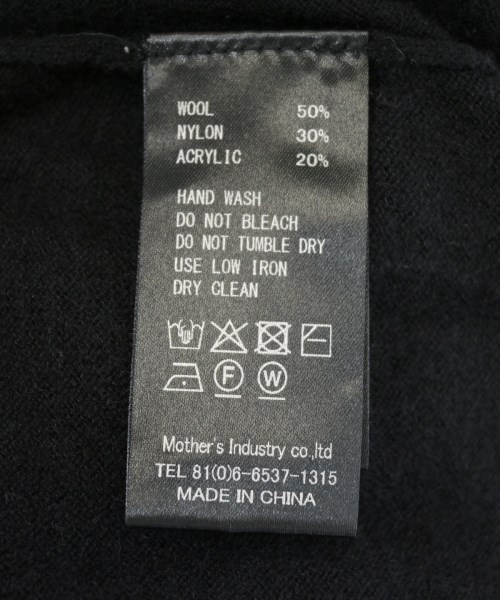 WOOL 50%
NYLON 30%
ACRYLIC 20%
HAND WASH
DO NOT BLEACH
DO NOT TUMBLE DRY
USE LOW IRON
DRY CLEAN
F W
Mother's Industry co.,ltd
TEL 81(0)6-6537-1315
MADE IN CHINA